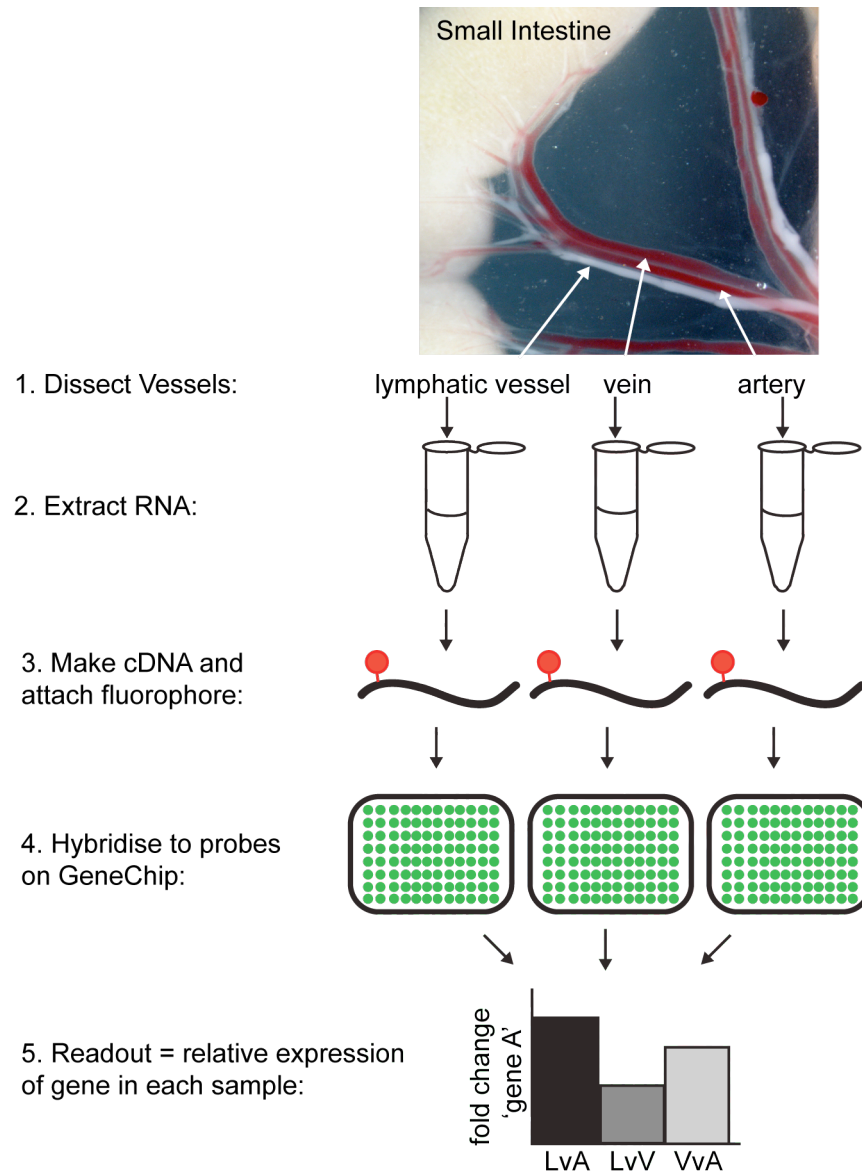 Small Intestine
1. Dissect Vessels:
lymphatic vessel
vein
artery
2. Extract RNA:
3. Make cDNA and
attach fluorophore:
4. Hybridise to probes
on GeneChip:
5. Readout = relative expression
of gene in each sample:
fold change
‘gene A’
LvA
LvV
VvA